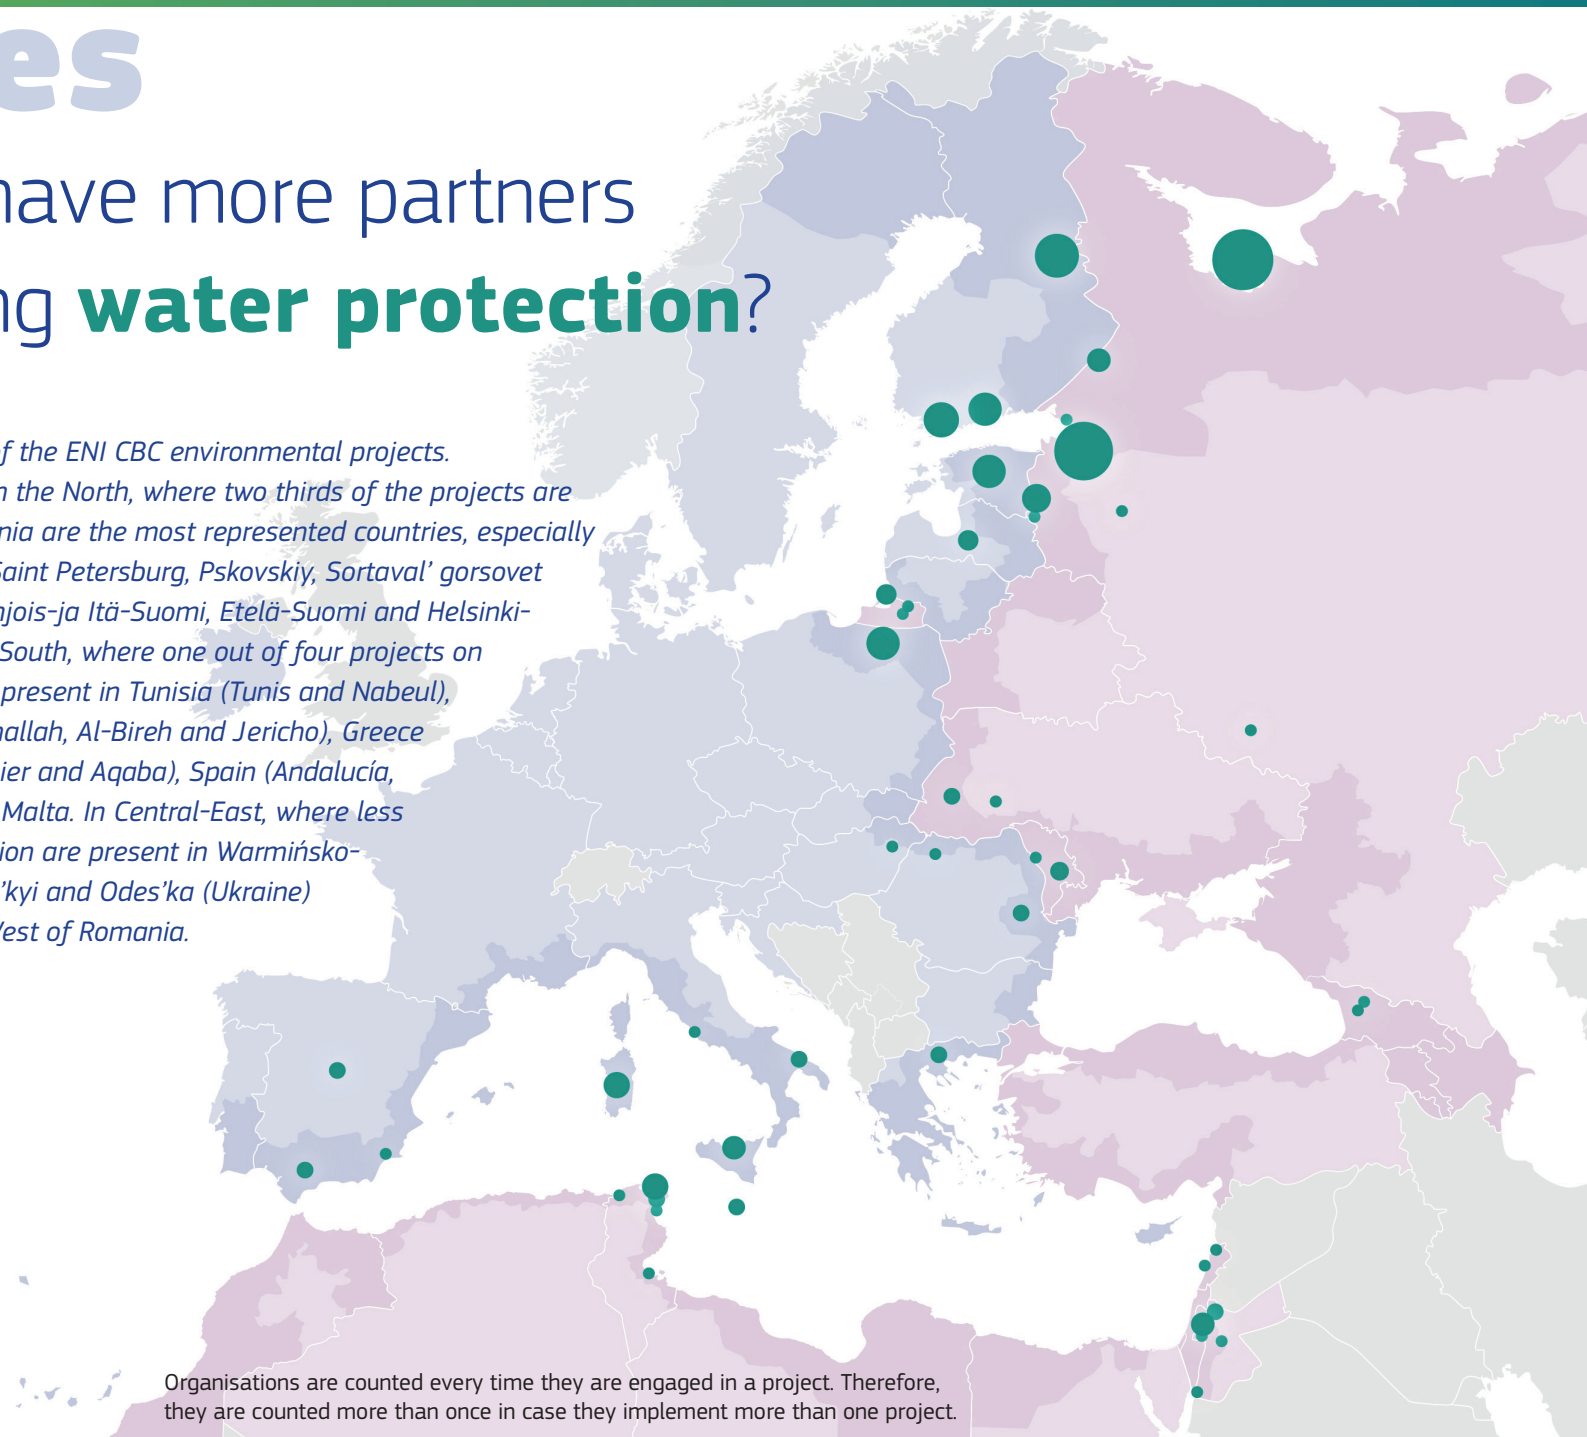 es
have more partners
ng water protection?
of the ENI CBC environmental projects.
n the North, where two thirds of the projects are
nia are the most represented countries, especially
Saint Petersburg, Pskovskiy, Sortaval’ gorsovet
hjois-ja Itä-Suomi, Etelä-Suomi and Helsinki-
South, where one out of four projects on
present in Tunisia (Tunis and Nabeul),
nallah, Al-Bireh and Jericho), Greece
ier and Aqaba), Spain (Andalucía,
Malta. In Central-East, where less
ion are present in Warmińsko-
’kyi and Odes’ka (Ukraine)
Vest of Romania.
Organisations are counted every time they are engaged in a project. Therefore,
they are counted more than once in case they implement more than one project.